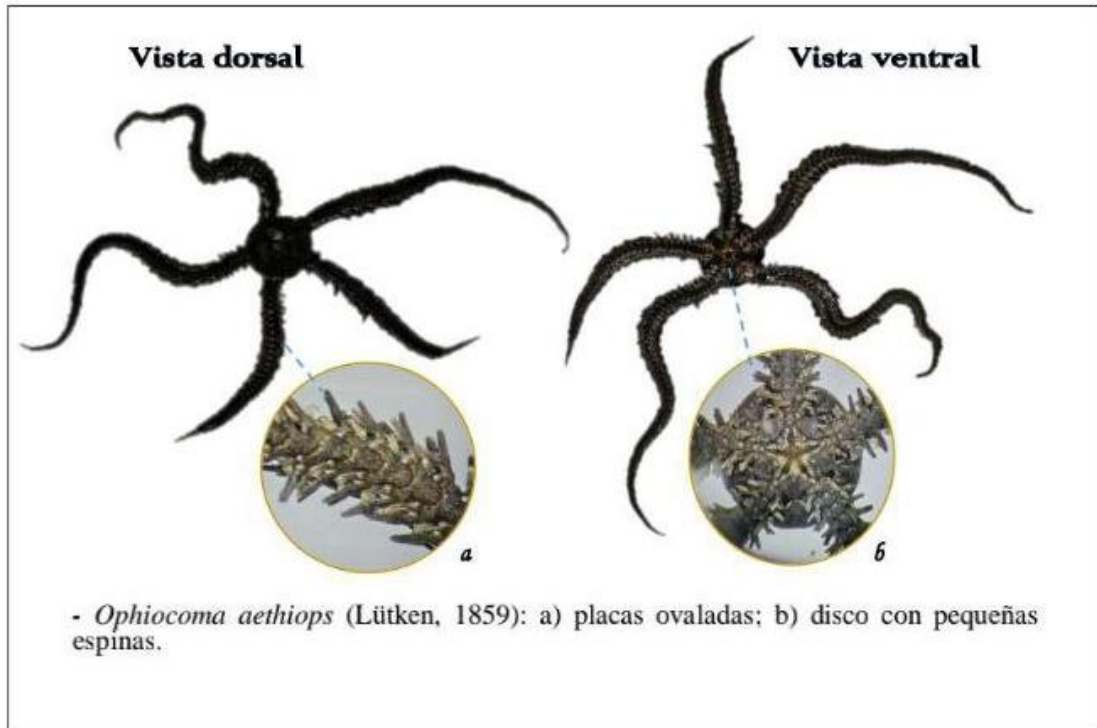 Vista dorsal
Vista ventral
a
b
- Ophiocoma aethiops (Lütken, 1859): a) placas ovaladas; b) disco con pequeñas
espinas.